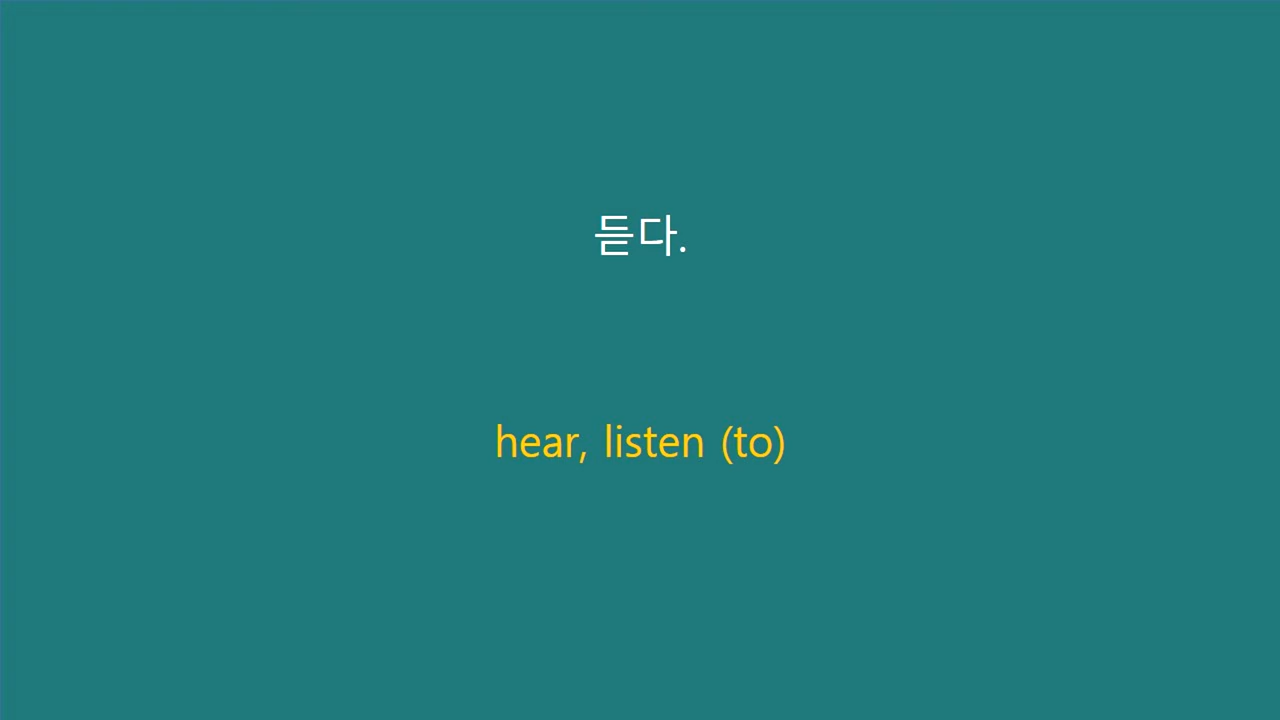 듣다.
hear, listen (to)